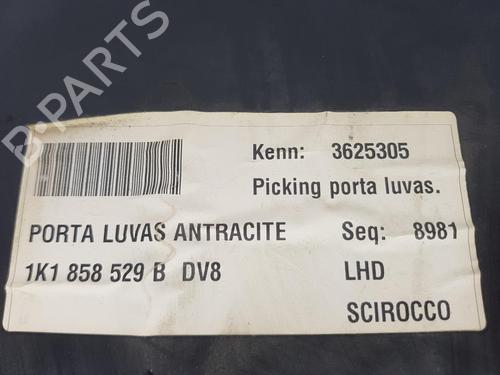 B-PARTS
Kenn: 3625305
Picking porta luvas.
PORTA LUVAS ANTRACITE Seq: 8981
1K1 858 529 B DV8 LHD
SCIROCCO